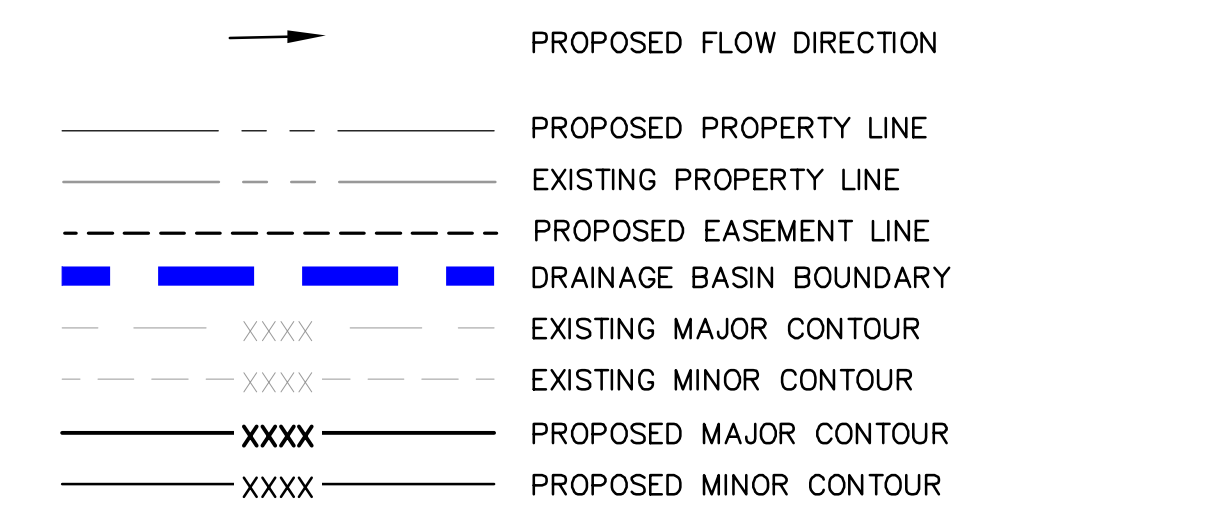 PROPOSED FLOW DIRECTION
PROPOSED PROPERTY LINE
EXISTING PROPERTY LINE
PROPOSED EASEMENT LINE
DRAINAGE BASIN BOUNDARY
XXXX EXISTING MAJOR CONTOUR
XXXX EXISTING MINOR CONTOUR
XXXX PROPOSED MAJOR CONTOUR
XXXX PROPOSED MINOR CONTOUR